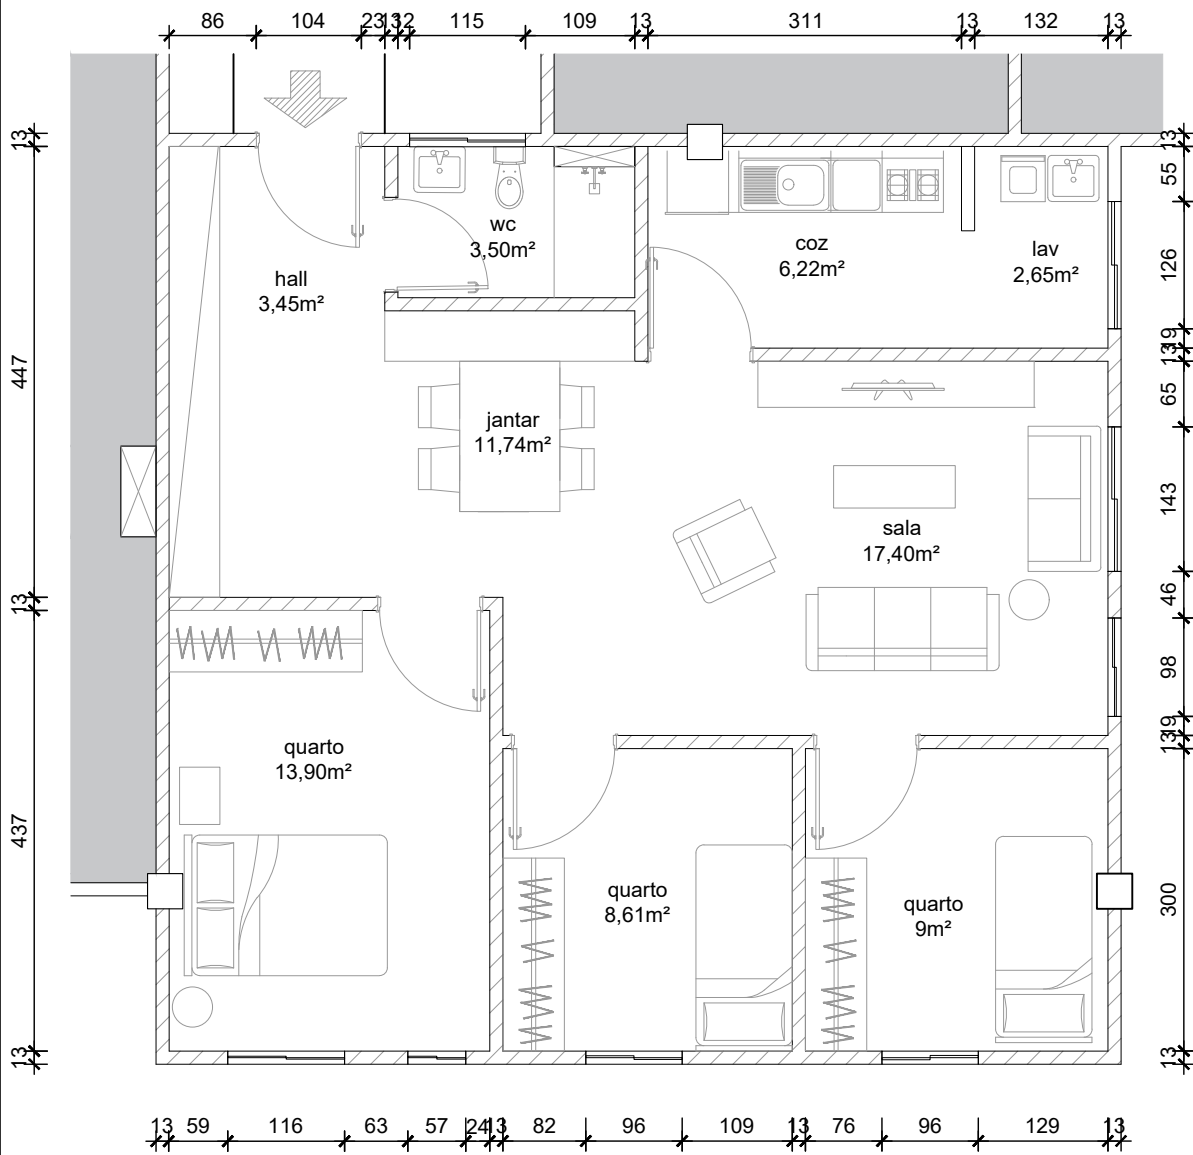 86 104 23 13 12 115 109 13 311 13 132 13
13
447
13
437
13
13
55
126
19
13
65
143
46
98
19
13
300
13
wc
3,50m²
coz
6,22m²
lav
2,65m²
hall
3,45m²
jantar
11,74m²
sala
17,40m²
quarto
13,90m²
quarto
8,61m²
quarto
9m²
13 59 116 63 57 24 13 82 96 109 13 76 96 129 13